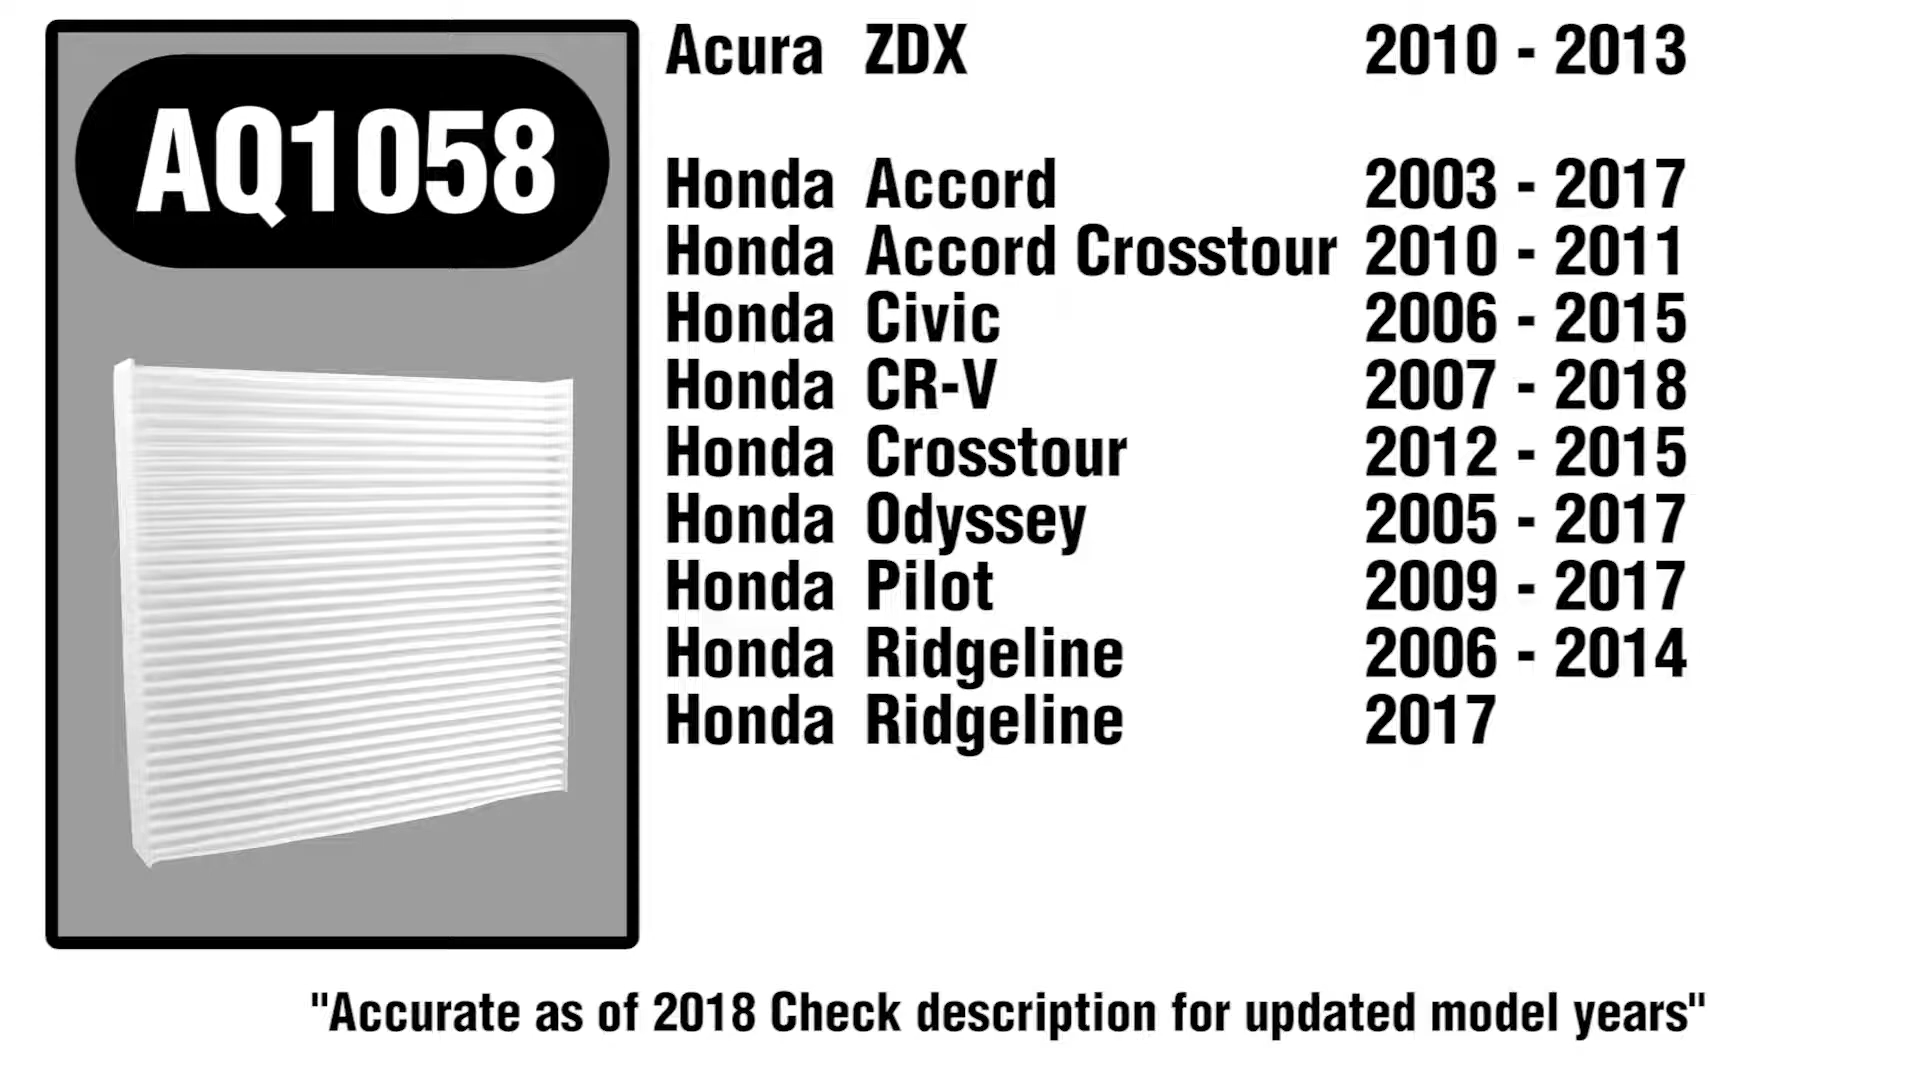 AQ1058
Acura ZDX 2010 - 2013
Honda Accord 2003 - 2017
Honda Accord Crosstour 2010 - 2011
Honda Civic 2006 - 2015
Honda CR-V 2007 - 2018
Honda Crosstour 2012 - 2015
Honda Odyssey 2005 - 2017
Honda Pilot 2009 - 2017
Honda Ridgeline 2006 - 2014
Honda Ridgeline 2017
"Accurate as of 2018 Check description for updated model years"